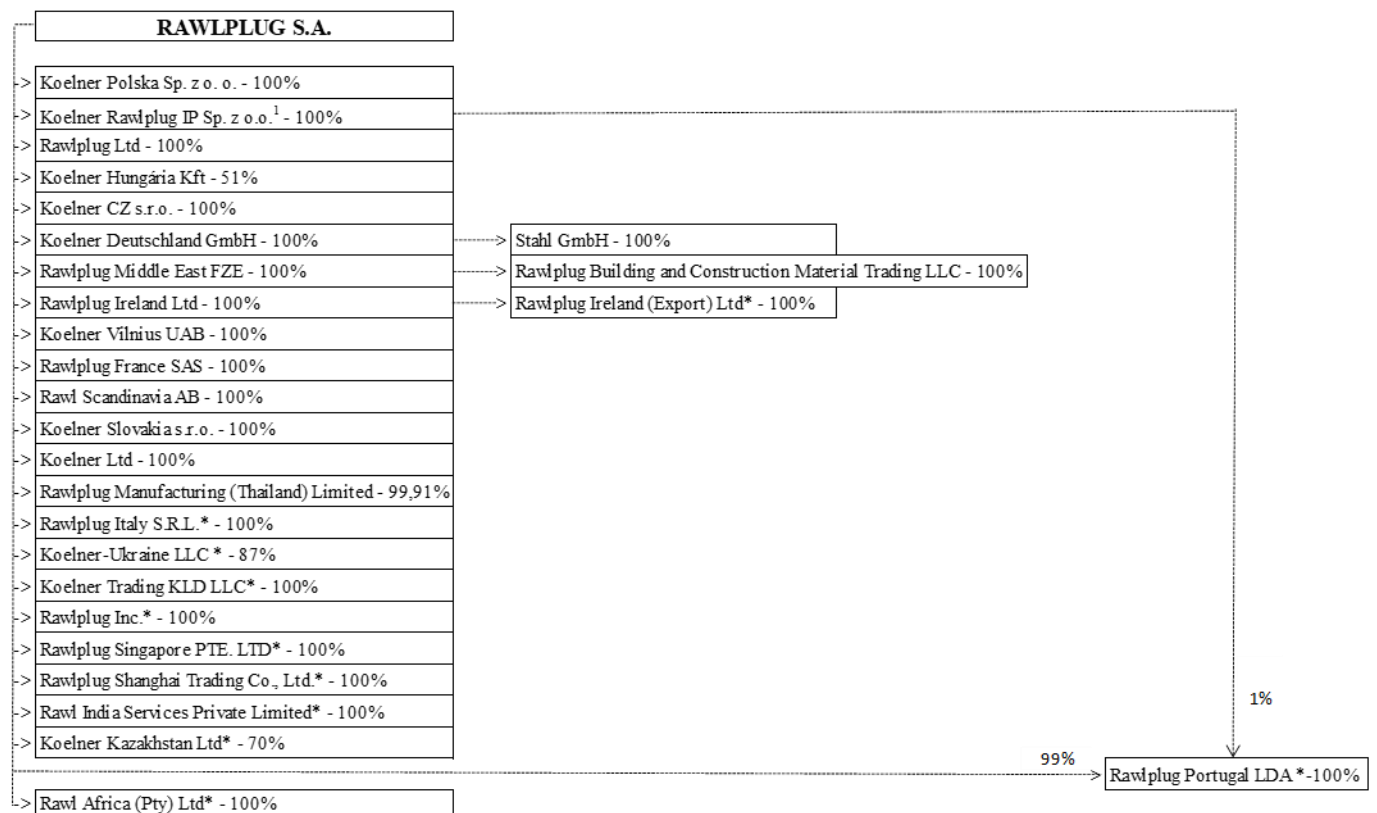 RAWLPLUG S.A.
-> Koelner Polska Sp. z o. o. - 100%
-> Koelner Rawlplug IP Sp. z o.o.¹ - 100%
-> Rawlplug Ltd - 100%
-> Koelner Hungária Kft - 51%
-> Koelner CZ s.r.o. - 100%
-> Koelner Deutschland GmbH - 100% -> Stahl GmbH - 100%
-> Rawlplug Middle East FZE - 100% -> Rawlplug Building and Construction Material Trading LLC - 100%
-> Rawlplug Ireland Ltd - 100% -> Rawlplug Ireland (Export) Ltd* - 100%
-> Koelner Vilnius UAB - 100%
-> Rawlplug France SAS - 100%
-> Rawl Scandinavia AB - 100%
-> Koelner Slovakia s.r.o. - 100%
-> Koelner Ltd - 100%
-> Rawlplug Manufacturing (Thailand) Limited - 99,91%
-> Rawlplug Italy S.R.L.* - 100%
-> Koelner-Ukraine LLC * - 87%
-> Koelner Trading KLD LLC* - 100%
-> Rawlplug Inc.* - 100%
-> Rawlplug Singapore PTE. LTD* - 100%
-> Rawlplug Shanghai Trading Co., Ltd.* - 100%
-> Rawl India Services Private Limited* - 100%
1%
-> Koelner Kazakhstan Ltd* - 70%
99%
-> Rawlplug Portugal LDA *-100%
-> Rawl Africa (Pty) Ltd* - 100%